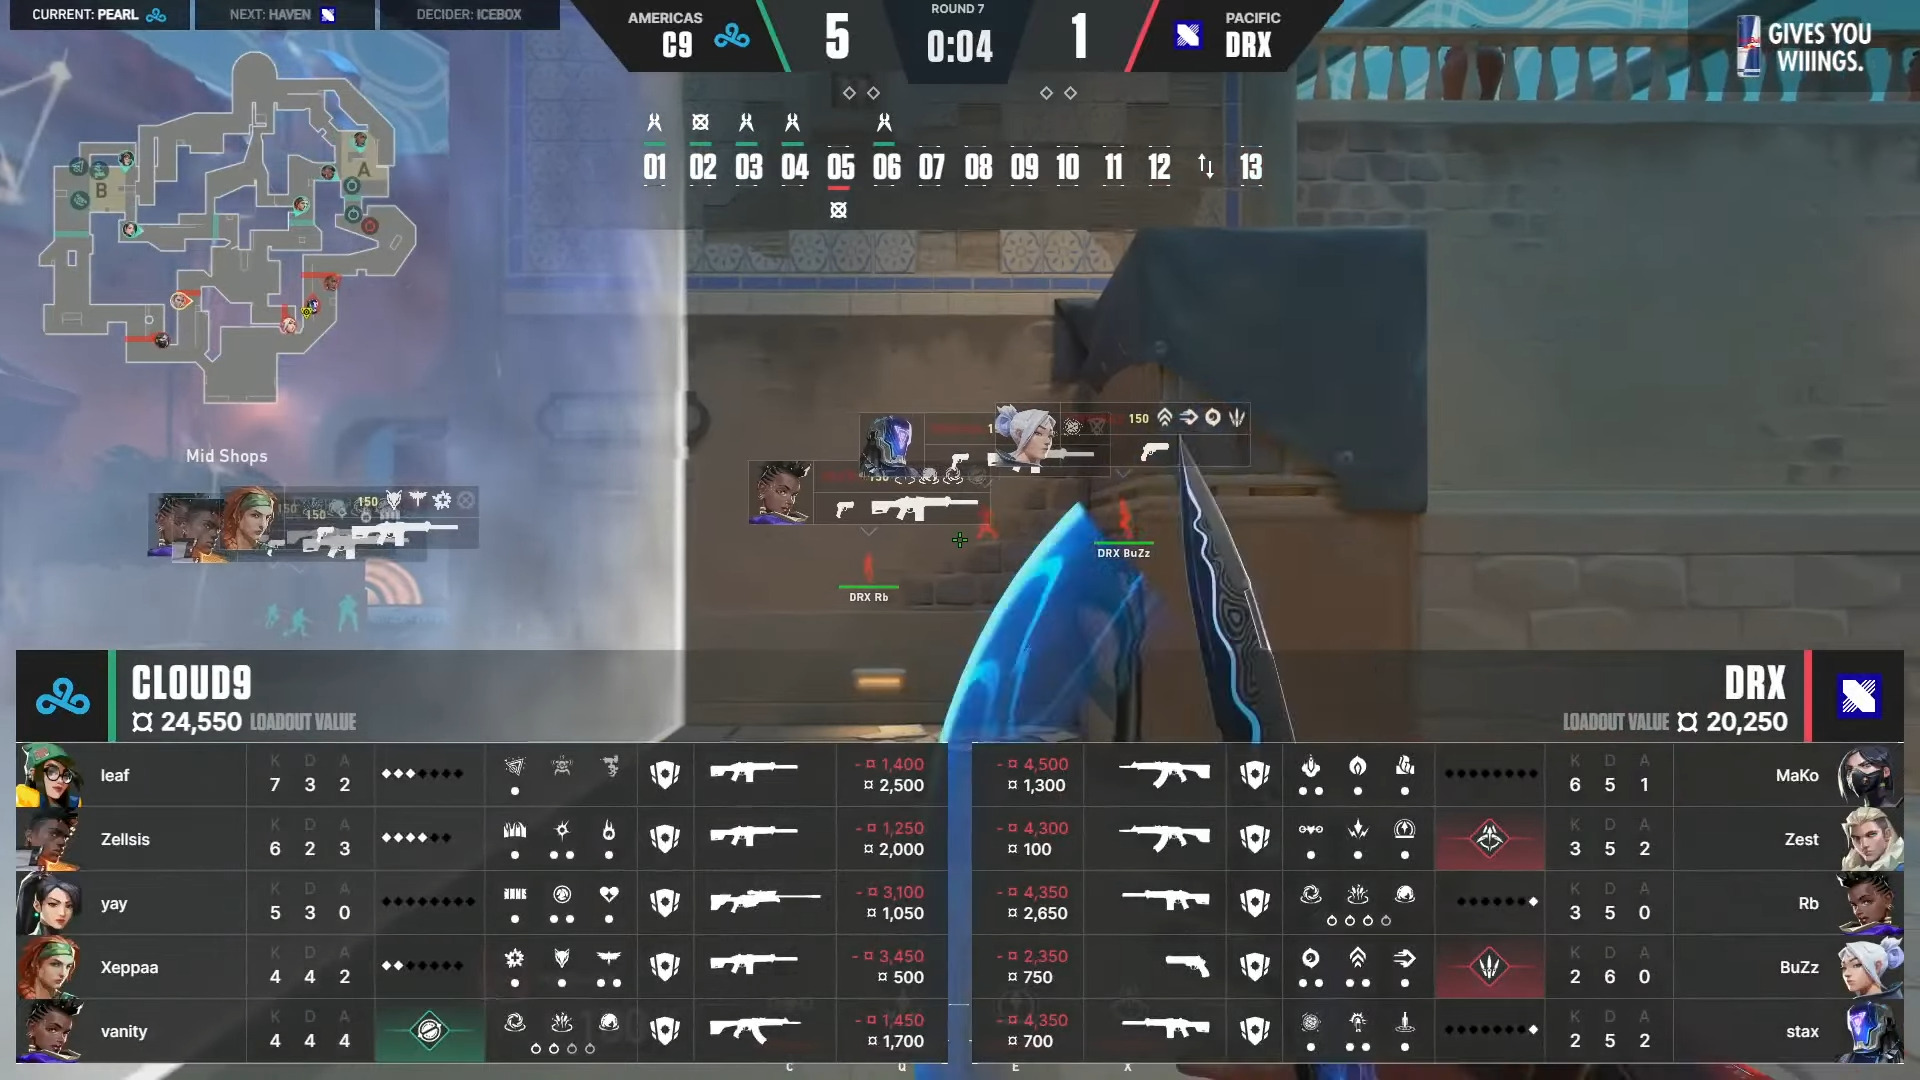 CURRENT: PEARL
NEXT: HAVEN
DECIDER: ICEBOX
AMERICAS
C9
5
ROUND 7
0:04
1
PACIFIC
DRX
GIVES YOU
WIIINGS.
01 02 03 04 05 06 07 08 09 10 11 12 13
A
B
Mid Shops
150
150
150
150
DRX BuZz
DRX Rb
CLOUD9
24,550 LOADOUT VALUE
DRX
LOADOUT VALUE 20,250
leaf K 7 D 3 A 2 - 1,400 2,500
- 4,500 1,300 K 6 D 5 A 1 MaKo
Zellsis K 6 D 2 A 3 - 1,250 2,000
- 4,300 100 K 3 D 5 A 2 Zest
yay K 5 D 3 A 0 - 3,100 1,050
- 4,350 2,650 K 3 D 5 A 0 Rb
Xeppaa K 4 D 4 A 2 - 3,450 500
- 2,350 750 K 2 D 6 A 0 BuZz
vanity K 4 D 4 A 4 - 1,450 1,700
- 4,350 700 K 2 D 5 A 2 stax
C Q E X